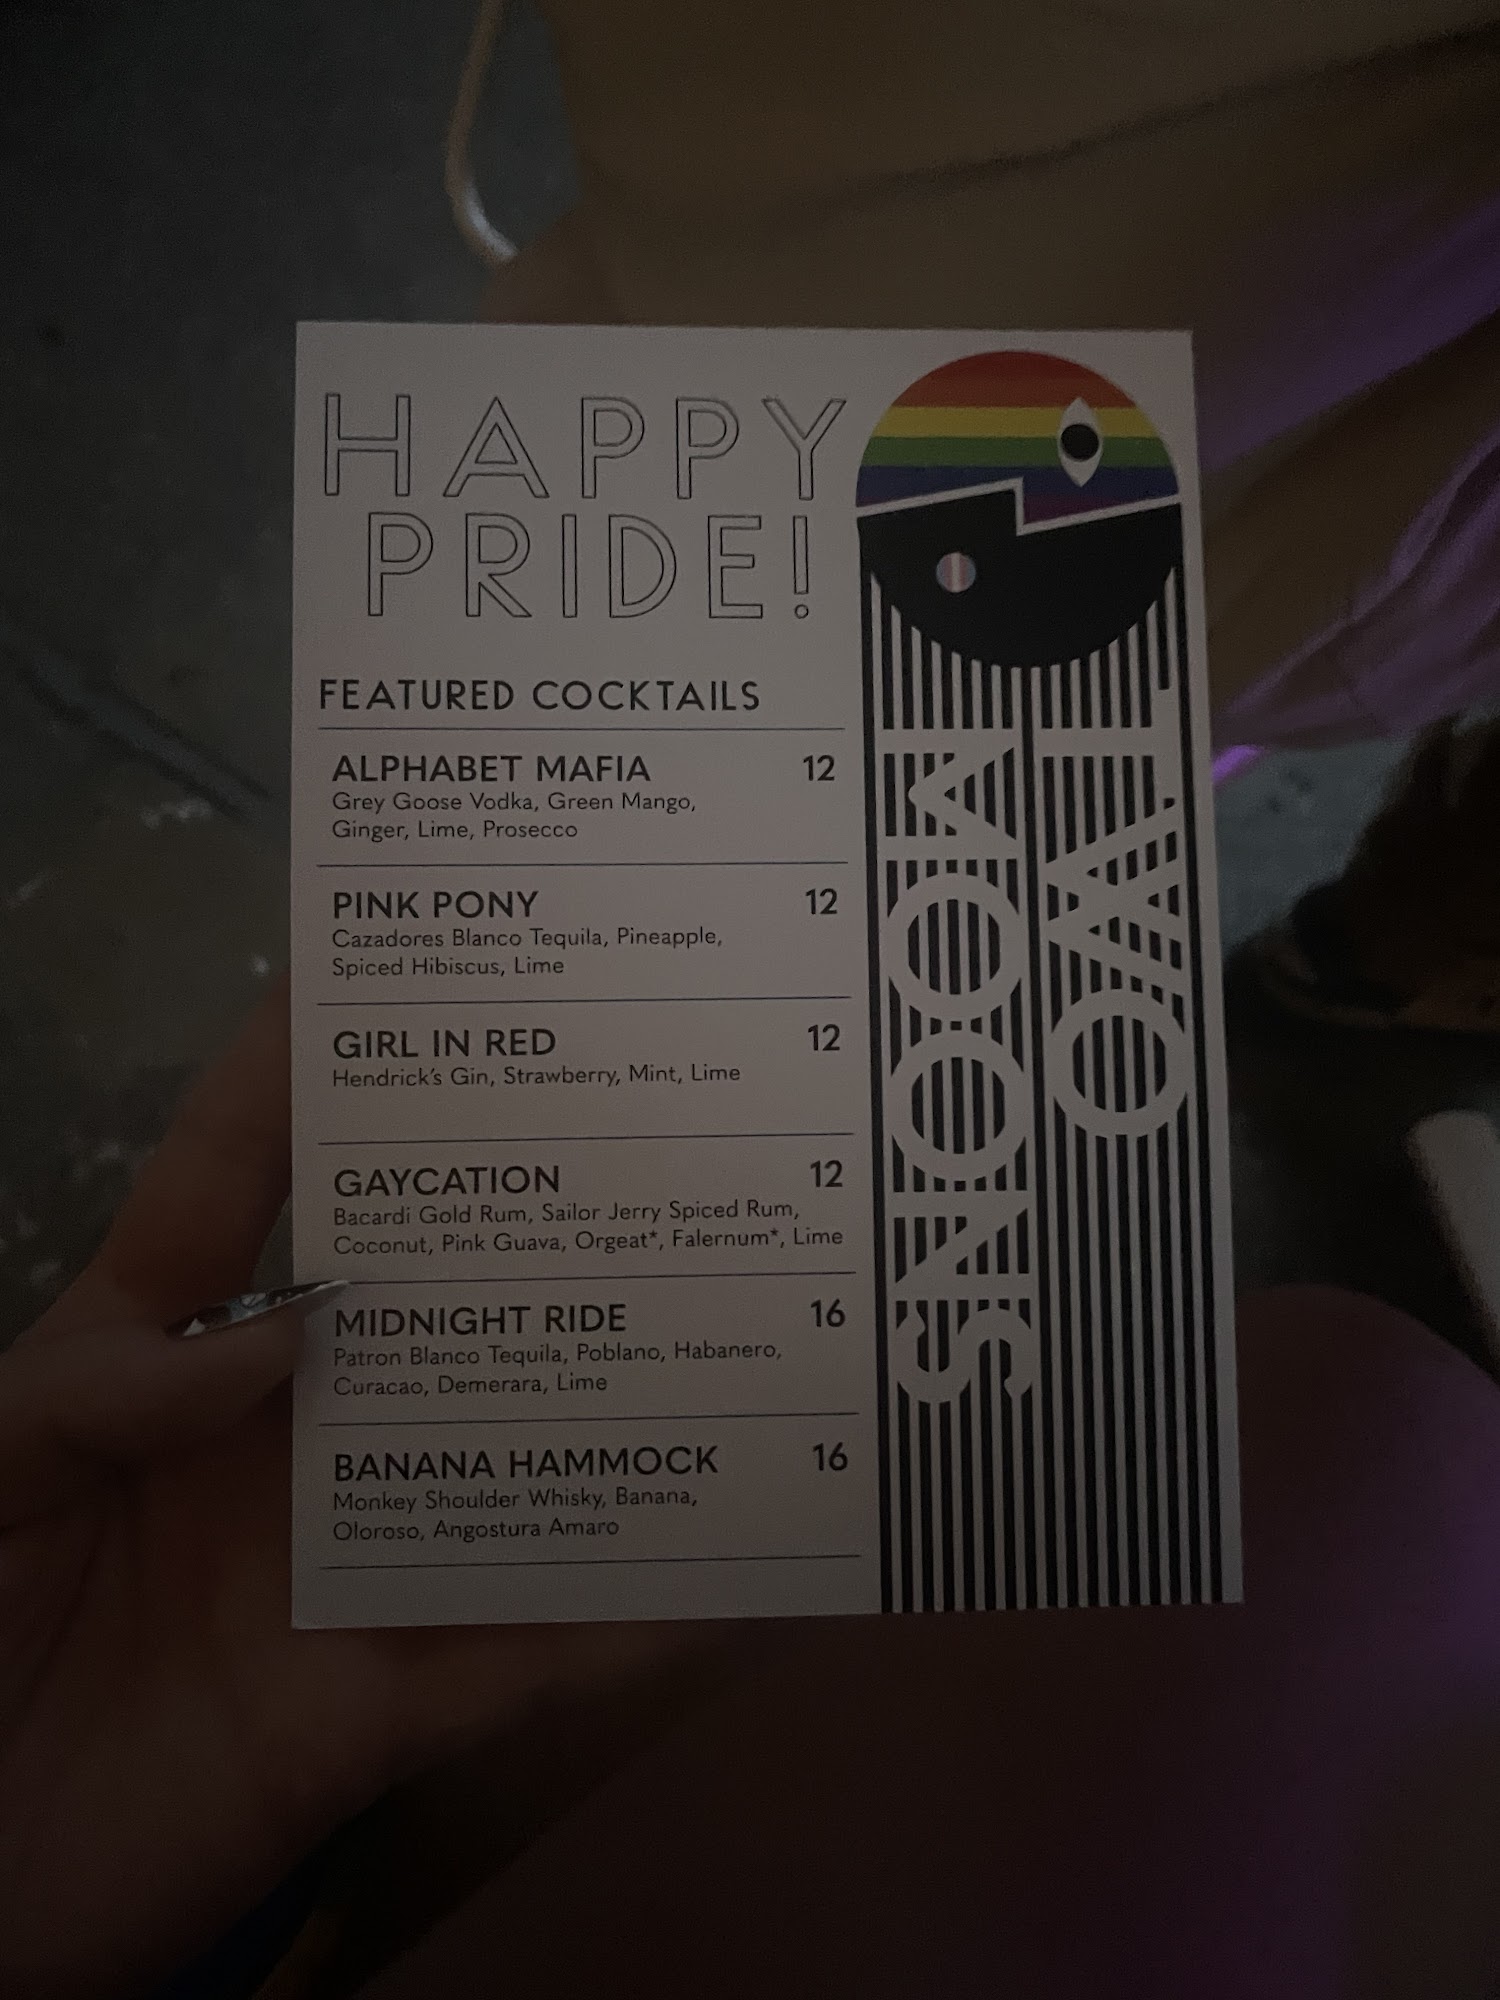 HAPPY
PRIDE!
FEATURED COCKTAILS
ALPHABET MAFIA 12
Grey Goose Vodka, Green Mango,
Ginger, Lime, Prosecco
PINK PONY 12
Cazadores Blanco Tequila, Pineapple,
Spiced Hibiscus, Lime
GIRL IN RED 12
Hendrick's Gin, Strawberry, Mint, Lime
GAYCATION 12
Bacardi Gold Rum, Sailor Jerry Spiced Rum,
Coconut, Pink Guava, Orgeat*, Falernum*, Lime
MIDNIGHT RIDE 16
Patron Blanco Tequila, Poblano, Habanero,
Curacao, Demerara, Lime
BANANA HAMMOCK 16
Monkey Shoulder Whisky, Banana,
Oloroso, Angostura Amaro
SNOOK